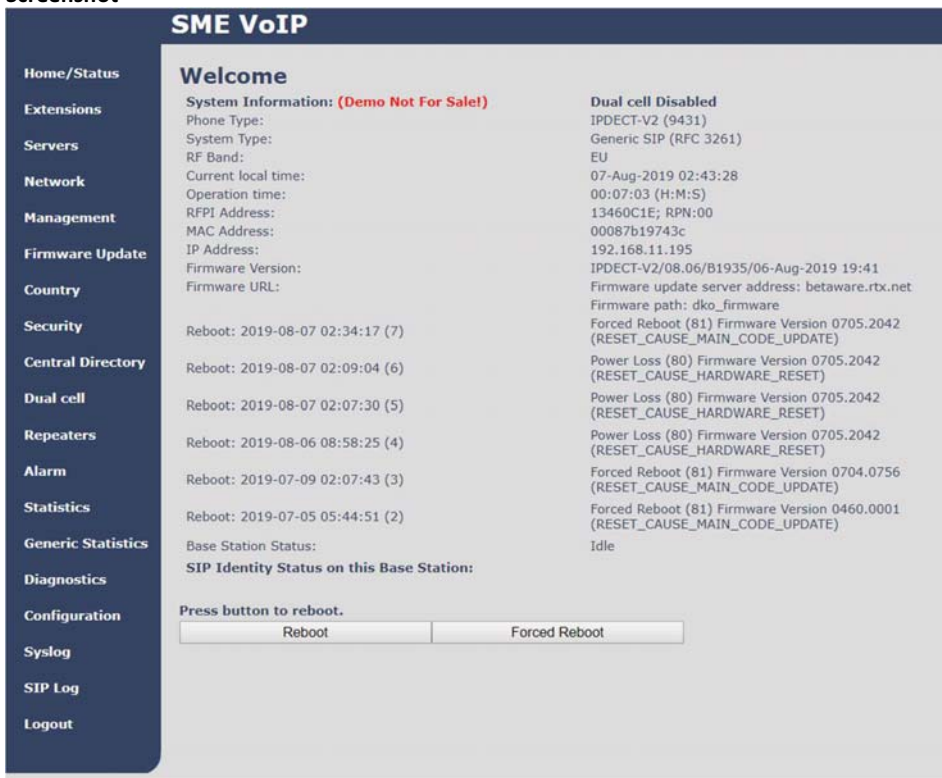 SME VoIP
Home/Status
Extensions
Servers
Network
Management
Firmware Update
Country
Security
Central Directory
Dual cell
Repeaters
Alarm
Statistics
Generic Statistics
Diagnostics
Configuration
Syslog
SIP Log
Logout
Welcome
System Information: (Demo Not For Sale!) Dual cell Disabled
Phone Type: IPDECT-V2 (9431)
System Type: Generic SIP (RFC 3261)
RF Band: EU
Current local time: 07-Aug-2019 02:43:28
Operation time: 00:07:03 (H:M:S)
RFPI Address: 13460C1E; RPN:00
MAC Address: 00087b19743c
IP Address: 192.168.11.195
Firmware Version: IPDECT-V2/08.06/B1935/06-Aug-2019 19:41
Firmware URL: Firmware update server address: betaware.rtx.net
Firmware path: dko_firmware
Reboot: 2019-08-07 02:34:17 (7) Forced Reboot (81) Firmware Version 0705.2042
(RESET_CAUSE_MAIN_CODE_UPDATE)
Reboot: 2019-08-07 02:09:04 (6) Power Loss (80) Firmware Version 0705.2042
(RESET_CAUSE_HARDWARE_RESET)
Reboot: 2019-08-07 02:07:30 (5) Power Loss (80) Firmware Version 0705.2042
(RESET_CAUSE_HARDWARE_RESET)
Reboot: 2019-08-06 08:58:25 (4) Power Loss (80) Firmware Version 0705.2042
(RESET_CAUSE_HARDWARE_RESET)
Reboot: 2019-07-09 02:07:43 (3) Forced Reboot (81) Firmware Version 0704.0756
(RESET_CAUSE_MAIN_CODE_UPDATE)
Reboot: 2019-07-05 05:44:51 (2) Forced Reboot (81) Firmware Version 0460.0001
(RESET_CAUSE_MAIN_CODE_UPDATE)
Base Station Status: Idle
SIP Identity Status on this Base Station:
Press button to reboot.
Reboot Forced Reboot